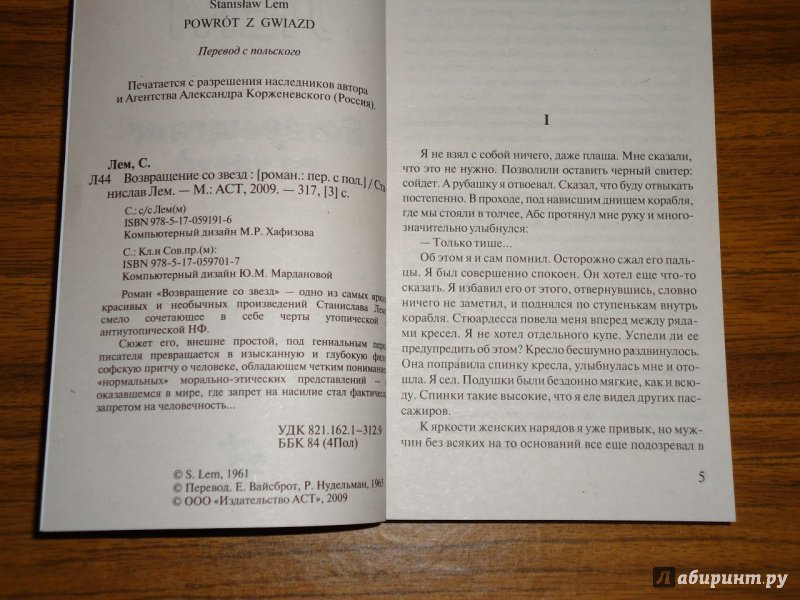 Stanisław Lem
POWRÓT Z GWIAZD
Перевод с польского
Печатается с разрешения наследников автора
и Агентства Александра Корженевского (Россия).
Лем, С.
Л44 Возвращение со звезд : [роман.: пер. с пол.] / Ста-
нислав Лем. — М.: АСТ, 2009. — 317, [3] с.
С.: с/с Лем(м)
ISBN 978-5-17-059191-6
Компьютерный дизайн М.Р. Хафизова
С.: Кл.и Сов.пр.(м):
ISBN 978-5-17-059701-7
Компьютерный дизайн Ю.М. Мардановой
Роман «Возвращение со звезд» — одно из самых ярких
красивых и необычных произведений Станислава Лем
смело сочетающее в себе черты утопической
антиутопической НФ.
Сюжет его, внешне простой, под гениальным пером
писателя превращается в изысканную и глубокую фило
софскую притчу о человеке, обладающем четким понимани
«нормальных» морально-этических представлений —
оказавшемся в мире, где запрет на насилие стал фактичес
запретом на человечность...
УДК 821.162.1–312.9
ББК 84 (4Пол)
© S. Lem, 1961
© Перевод. Е. Вайсброт, Р. Нудельман, 1965
© ООО «Издательство АСТ», 2009
I
Я не взял с собой ничего, даже плаща. Мне сказали,
что это не нужно. Позволили оставить черный свитер:
сойдет. А рубашку я отвоевал. Сказал, что буду отвыкать
постепенно. В проходе, под нависшим днищем корабля,
где мы стояли в толчее, Абс протянул мне руку и много-
значительно улыбнулся:
— Только тише...
Об этом я и сам помнил. Осторожно сжал его паль-
цы. Я был совершенно спокоен. Он хотел еще что-то
сказать. Я избавил его от этого, отвернувшись, словно
ничего не заметил, и поднялся по ступенькам внутрь
корабля. Стюардесса повела меня вперед между ряда-
ми кресел. Я не хотел отдельного купе. Успели ли ее
предупредить об этом? Кресло бесшумно раздвинулось.
Она поправила спинку кресла, улыбнулась мне и ото-
шла. Я сел. Подушки были бездонно мягкие, как и всю-
ду. Спинки такие высокие, что я еле видел других пас-
сажиров.
К яркости женских нарядов я уже привык, но муж-
чин без всяких на то оснований все еще подозревал в
5
лабиринт.ру